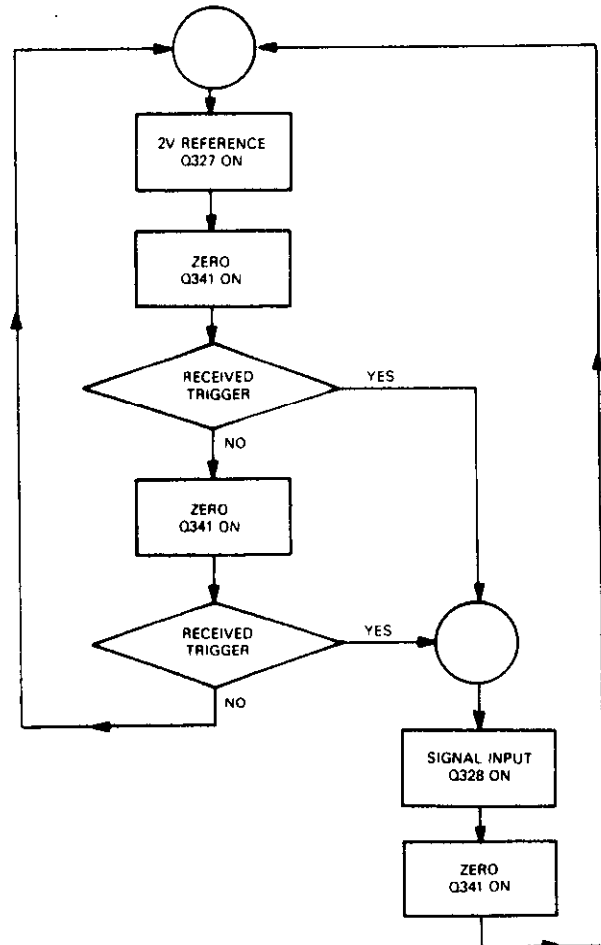 2V REFERENCE
Q327 ON
ZERO
Q341 ON
RECEIVED
TRIGGER
YES
NO
ZERO
Q341 ON
RECEIVED
TRIGGER
YES
NO
SIGNAL INPUT
Q328 ON
ZERO
Q341 ON